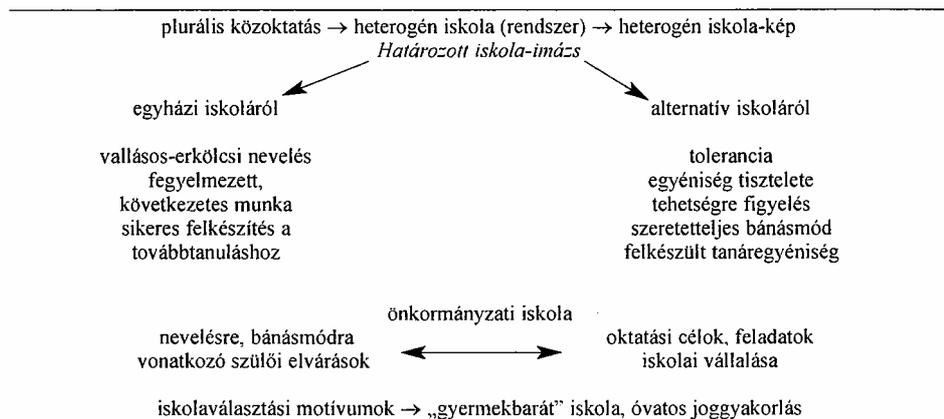 plurális közoktatás → heterogén iskola (rendszer) → heterogén iskola-kép
Határozott iskola-imázs
egyházi iskoláról
vallásos-erkölcsi nevelés
fegyelmezett,
következetes munka
sikeres felkészítés a
továbbtanuláshoz
alternatív iskoláról
tolerancia
egyéniség tisztelete
tehetségre figyelés
szeretetteljes bánásmód
felkészült tanáregyéniség
önkormányzati iskola
nevelésre, bánásmódra
vonatkozó szülői elvárások
oktatási célok, feladatok
iskolai vállalása
iskolaválasztási motívumok → „gyermekbarát” iskola, óvatos joggyakorlás